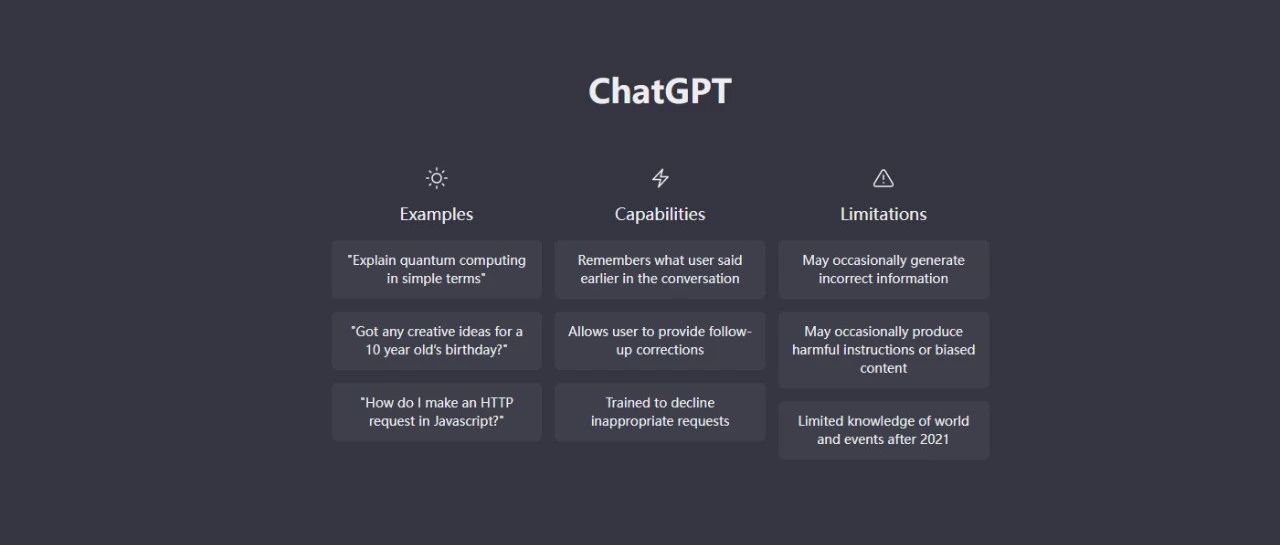 ChatGPT
Examples
"Explain quantum computing
in simple terms"
"Got any creative ideas for a
10 year old's birthday?"
"How do I make an HTTP
request in Javascript?"
Capabilities
Remembers what user said
earlier in the conversation
Allows user to provide follow-
up corrections
Trained to decline
inappropriate requests
Limitations
May occasionally generate
incorrect information
May occasionally produce
harmful instructions or biased
content
Limited knowledge of world
and events after 2021